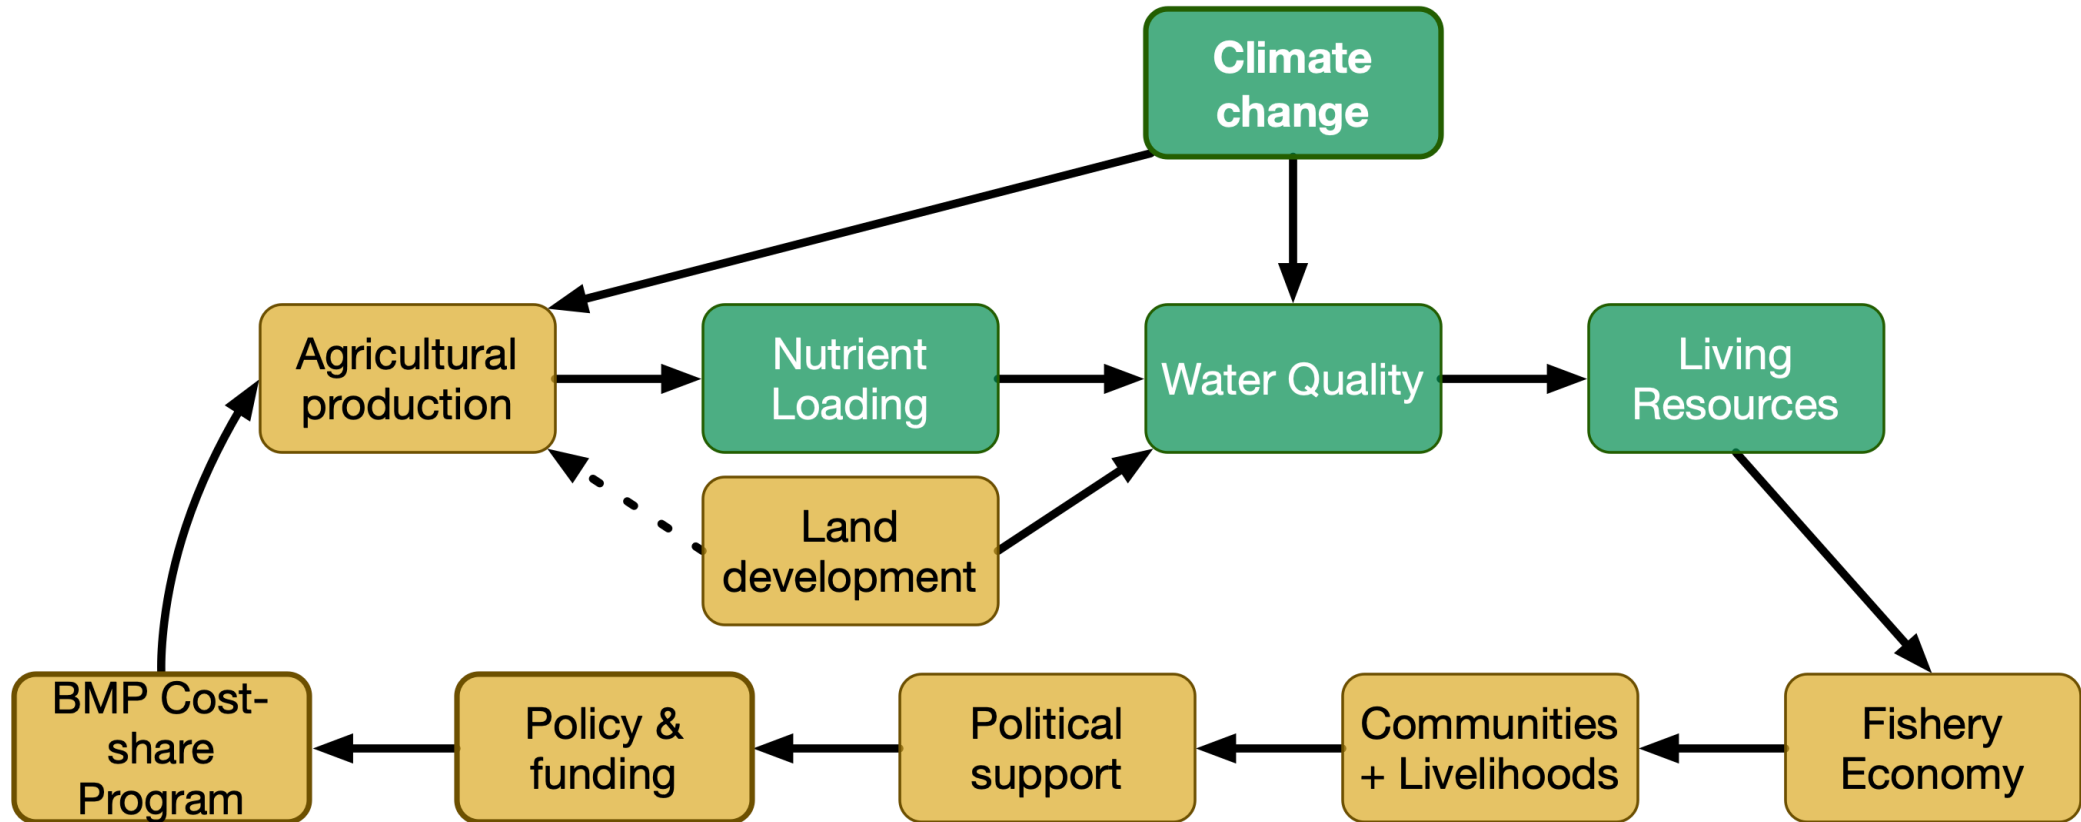 Climate
change
Agricultural
production
Nutrient
Loading
Water Quality
Living
Resources
Land
development
BMP Cost-
share
Program
Policy &
funding
Political
support
Communities
+ Livelihoods
Fishery
Economy